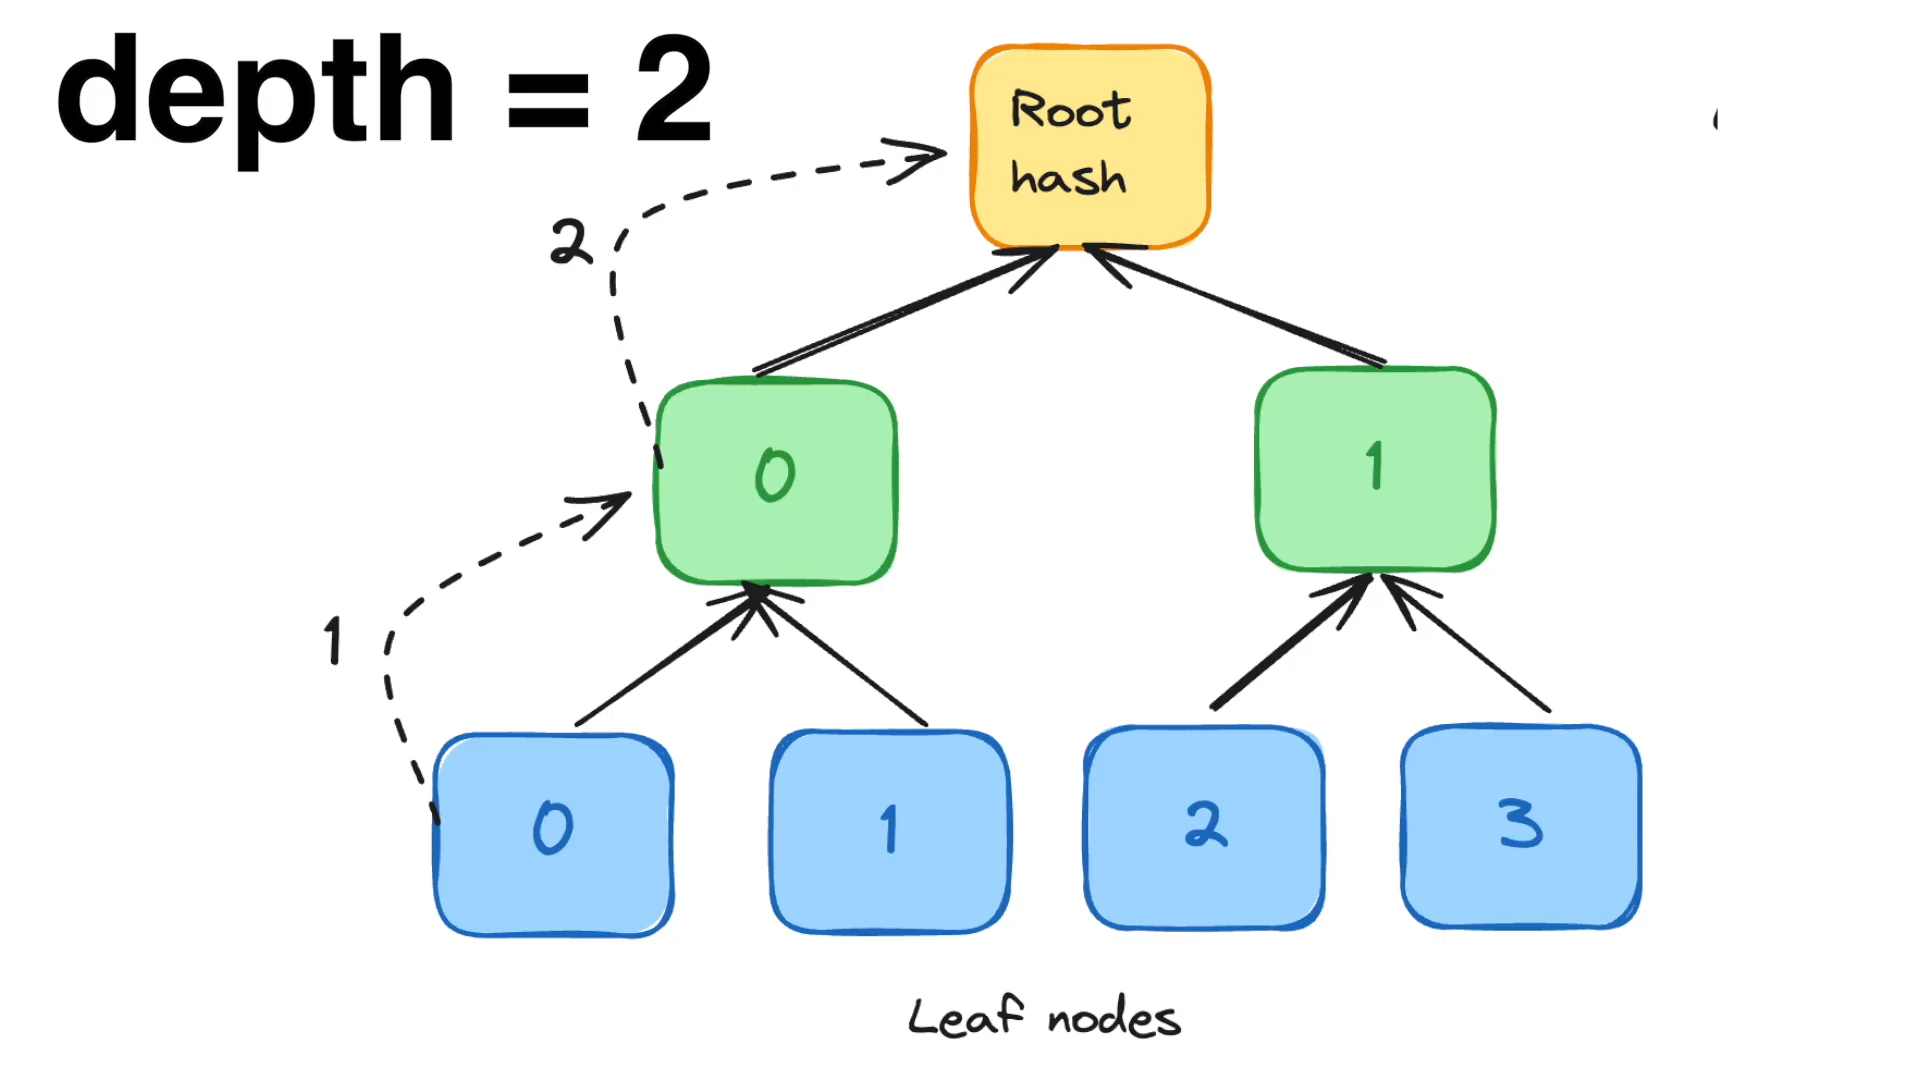 depth = 2
Root
hash
2
0
1
1
0
1
2
3
Leaf nodes